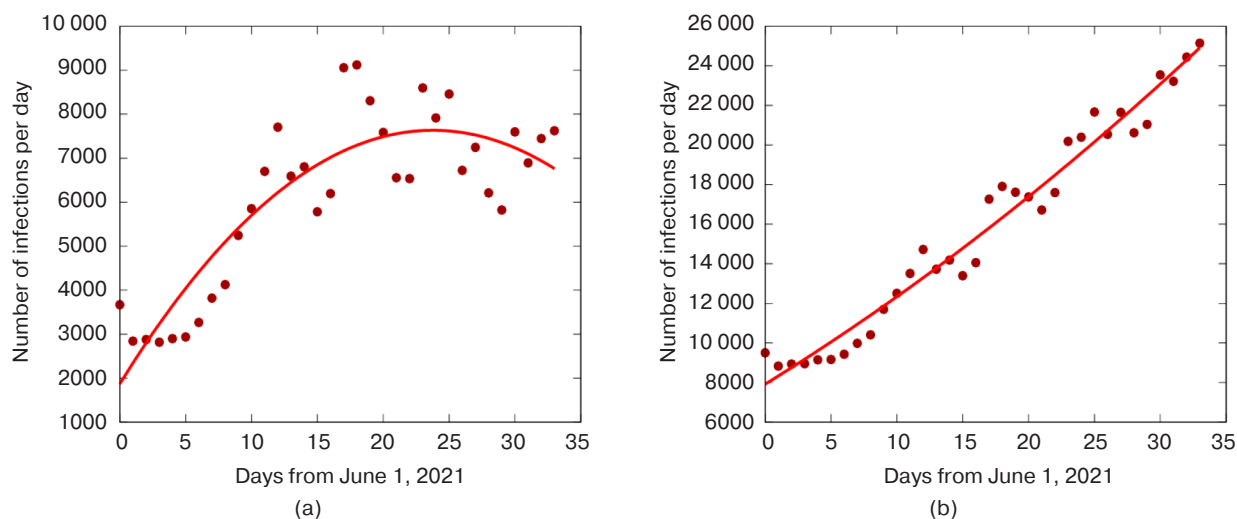 10 000
9000
8000
7000
6000
5000
4000
3000
2000
1000
Number of infections per day
0 5 10 15 20 25 30 35
Days from June 1, 2021
(a)
26 000
24 000
22 000
20 000
18 000
16 000
14 000
12 000
10 000
8000
6000
Number of infections per day
0 5 10 15 20 25 30 35
Days from June 1, 2021
(b)